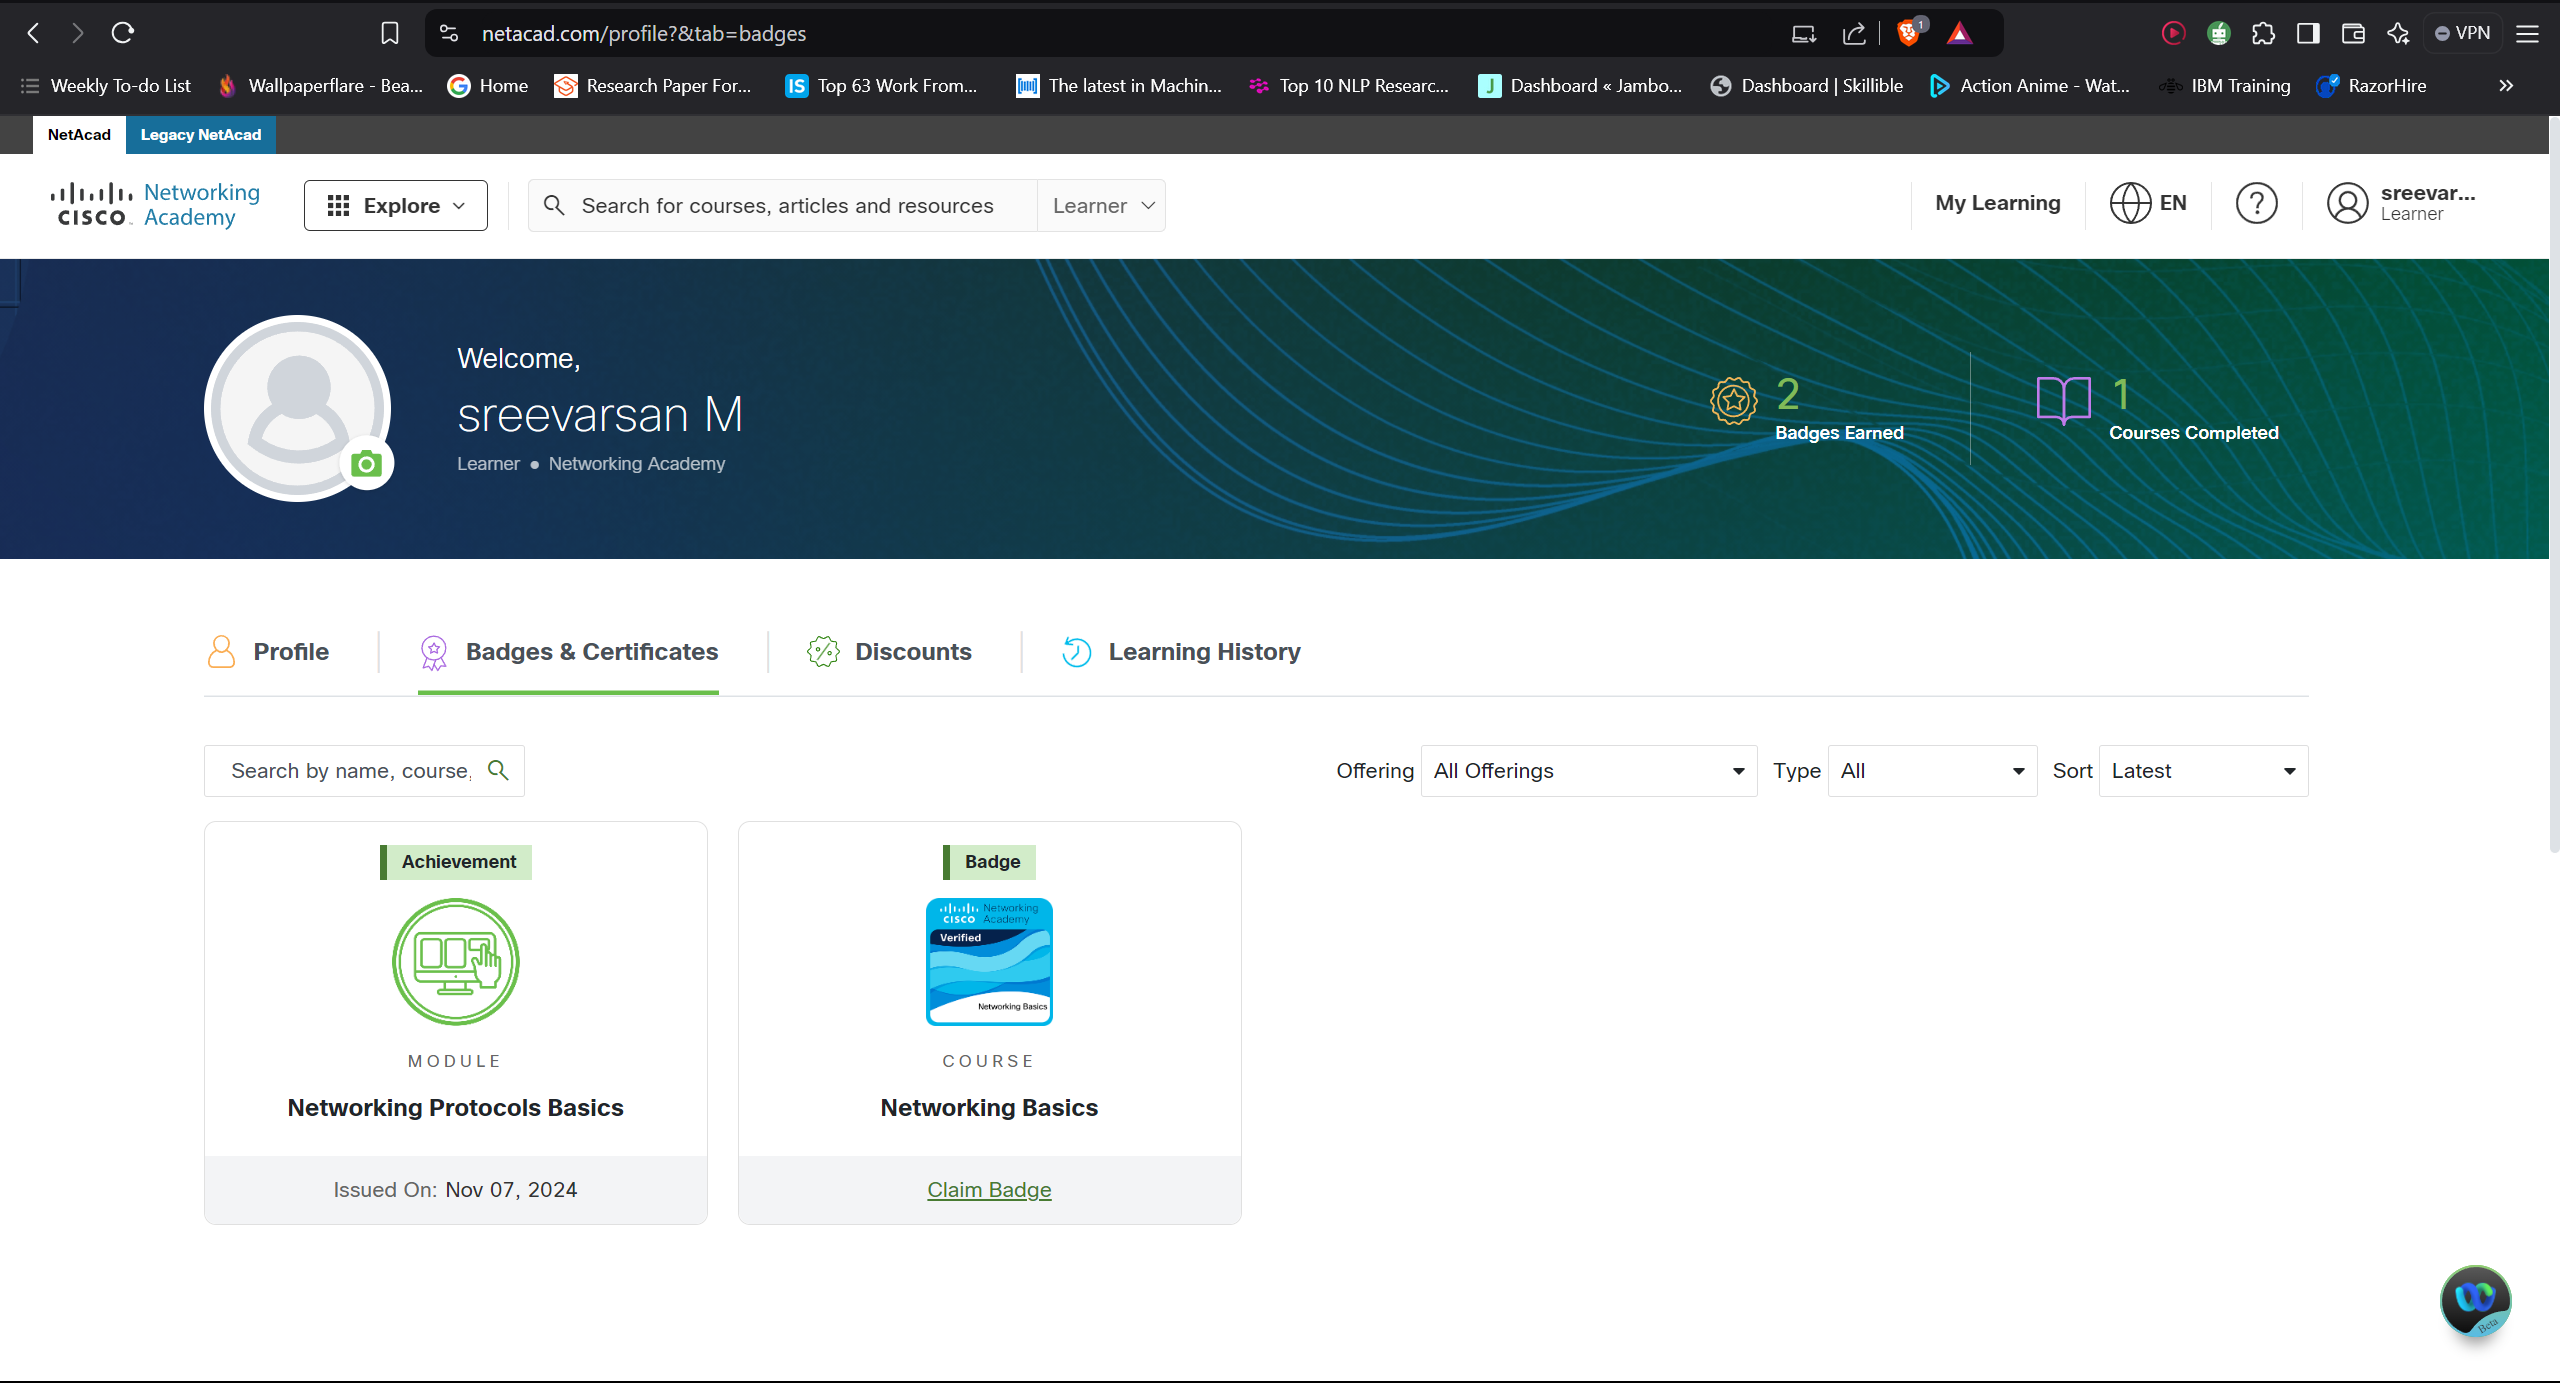 netacad.com/profile?&tab=badges
1
VPN
Weekly To-do List
Wallpaperflare - Bea...
Home
Research Paper For...
IS
Top 63 Work From...
The latest in Machin...
Top 10 NLP Researc...
J
Dashboard « Jambo...
Dashboard | Skillible
Action Anime - Wat...
IBM Training
RazorHire
NetAcad
Legacy NetAcad
CISCO
Networking
Academy
Explore
Search for courses, articles and resources
Learner
My Learning
EN
?
sreevar...
Learner
Welcome,
sreevarsan M
Learner • Networking Academy
2
Badges Earned
1
Courses Completed
Profile
Badges & Certificates
Discounts
Learning History
Search by name, course,
Offering
All Offerings
Type
All
Sort
Latest
Achievement
MODULE
Networking Protocols Basics
Issued On: Nov 07, 2024
Badge
CISCO
Networking
Academy
Verified
Networking Basics
COURSE
Networking Basics
Claim Badge
Beta